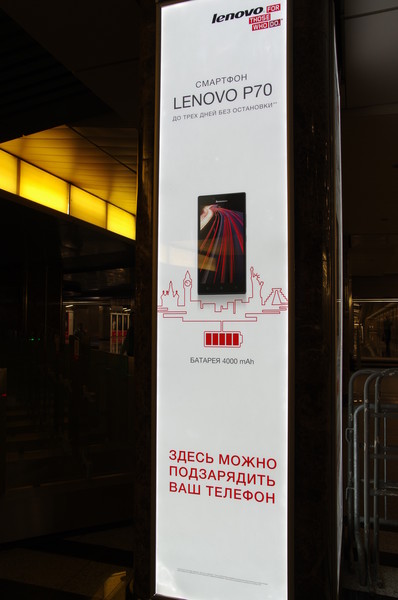 lenovo FOR
THOSE
WHO DO.
СМАРТФОН
LENOVO P70
ДО ТРЕХ ДНЕЙ БЕЗ ОСТАНОВКИ
БАТАРЕЯ 4000 mAh
ЗДЕСЬ МОЖНО
ПОДЗАРЯДИТЬ
ВАШ ТЕЛЕФОН